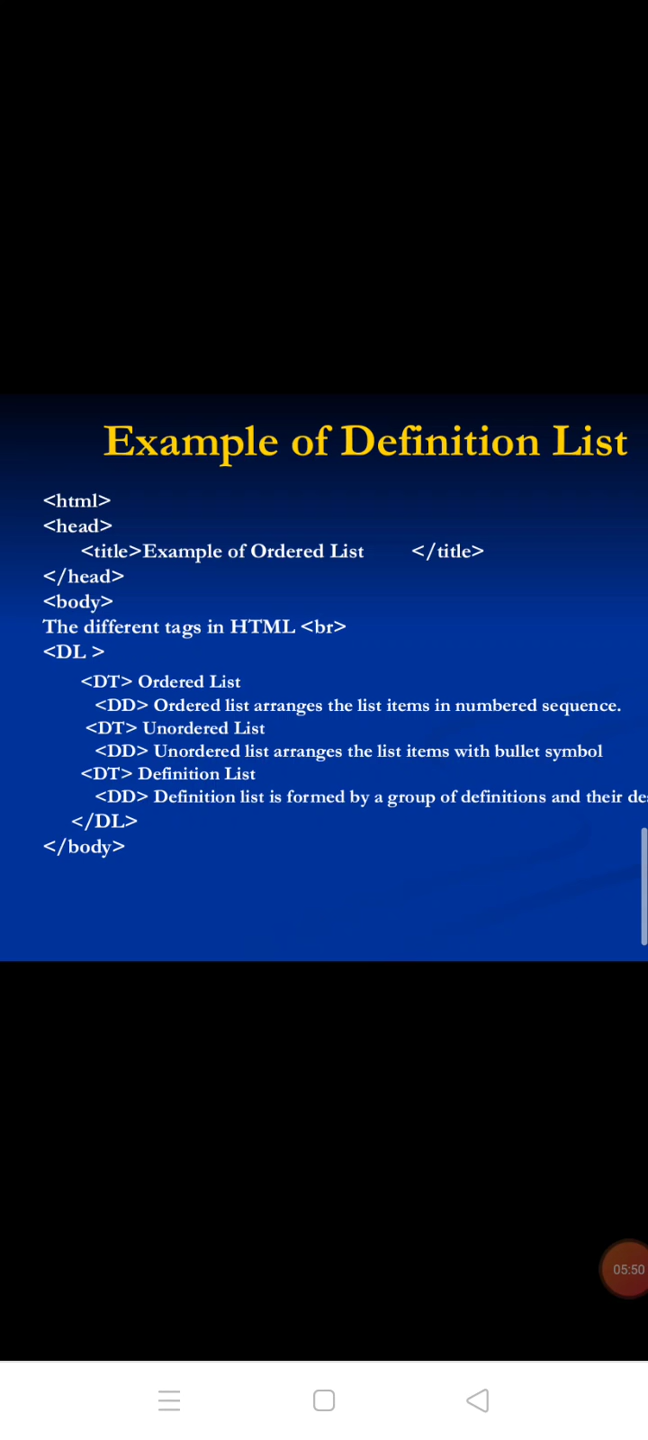 Example of Definition List
<html>
<head>
<title>Example of Ordered List </title>
</head>
<body>
The different tags in HTML <br>
<DL >
<DT> Ordered List
<DD> Ordered list arranges the list items in numbered sequence.
<DT> Unordered List
<DD> Unordered list arranges the list items with bullet symbol
<DT> Definition List
<DD> Definition list is formed by a group of definitions and their
</DL>
</body>
05:50